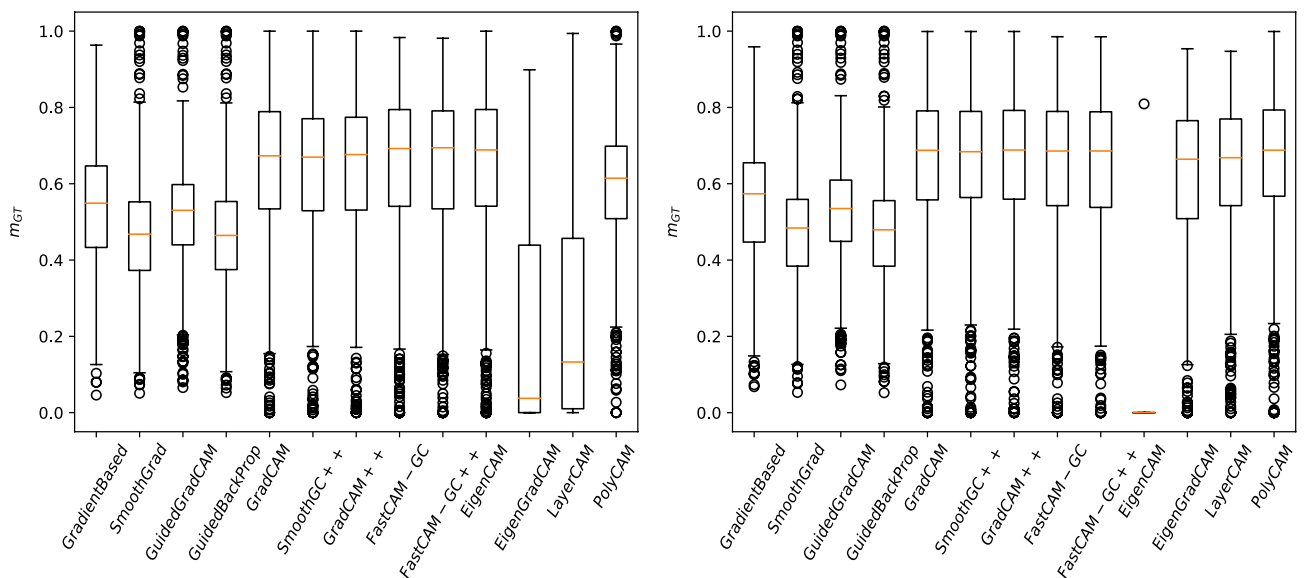 1.0
0.8
0.6
0.4
0.2
0.0
m_GT
GradientBased
SmoothGrad
GuidedGradCAM
GuidedBackProp
GradCAM
SmoothGC++
GradCAM++
FastCAM-GC
FastCAM-GC++
EigenCAM
EigenGradCAM
LayerCAM
PolyCAM
1.0
0.8
0.6
0.4
0.2
0.0
m_GT
GradientBased
SmoothGrad
GuidedGradCAM
GuidedBackProp
GradCAM
SmoothGC++
GradCAM++
FastCAM-GC
FastCAM-GC++
EigenCAM
EigenGradCAM
LayerCAM
PolyCAM